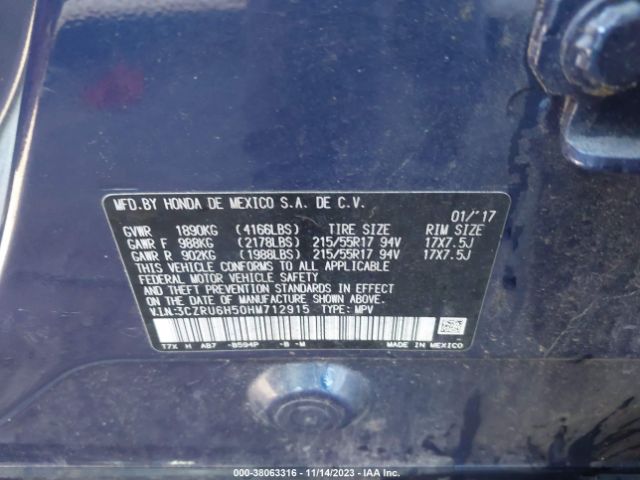 MFD.BY HONDA DE MEXICO S.A. DE C.V.
01/'17
GVWR 1890KG (4166LBS) TIRE SIZE RIM SIZE
GAWR F 988KG (2178LBS) 215/55R17 94V 17X7.5J
GAWR R 902KG (1988LBS) 215/55R17 94V 17X7.5J
THIS VEHICLE CONFORMS TO ALL APPLICABLE
FEDERAL MOTOR VEHICLE SAFETY
AND THEFT PREVENTION STANDARDS IN EFFECT
ON THE DATE OF MANUFACTURE SHOWN ABOVE.
V.I.N:3CZRU6H50HM712915 TYPE: MPV
T7X H AB7 -B594P -B -M MADE IN MEXICO
000-38063316 - 11/14/2023 - IAA Inc.